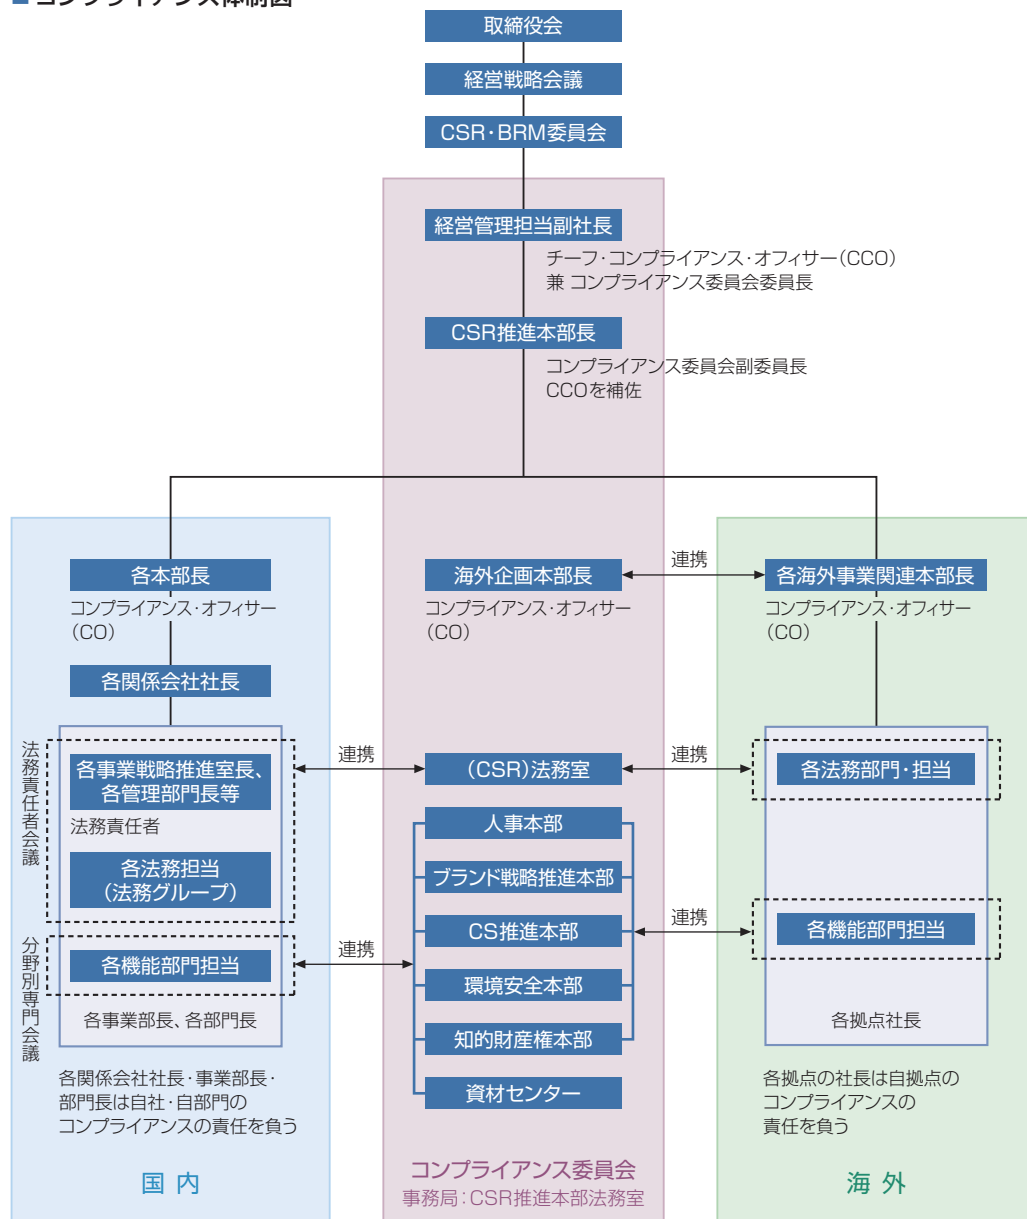 ■ コンプライアンス体制図
取締役会
経営戦略会議
CSR・BRM委員会
経営管理担当副社長
チーフ・コンプライアンス・オフィサー(CCO)
兼 コンプライアンス委員会委員長
CSR推進本部長
コンプライアンス委員会副委員長
CCOを補佐
各本部長
コンプライアンス・オフィサー
(CO)
各関係会社社長
法務責任者会議
各事業戦略推進室長、
各管理部門長等
法務責任者
各法務担当
(法務グループ)
分野別専門会議
各機能部門担当
各事業部長、各部門長
各関係会社社長・事業部長・
部門長は自社・自部門の
コンプライアンスの責任を負う
国内
連携
連携
海外企画本部長
コンプライアンス・オフィサー
(CO)
(CSR)法務室
人事本部
ブランド戦略推進本部
CS推進本部
環境安全本部
知的財産権本部
資材センター
コンプライアンス委員会
事務局:CSR推進本部法務室
連携
連携
連携
各海外事業関連本部長
コンプライアンス・オフィサー
(CO)
各法務部門・担当
各機能部門担当
各拠点社長
各拠点の社長は自拠点の
コンプライアンスの
責任を負う
海外